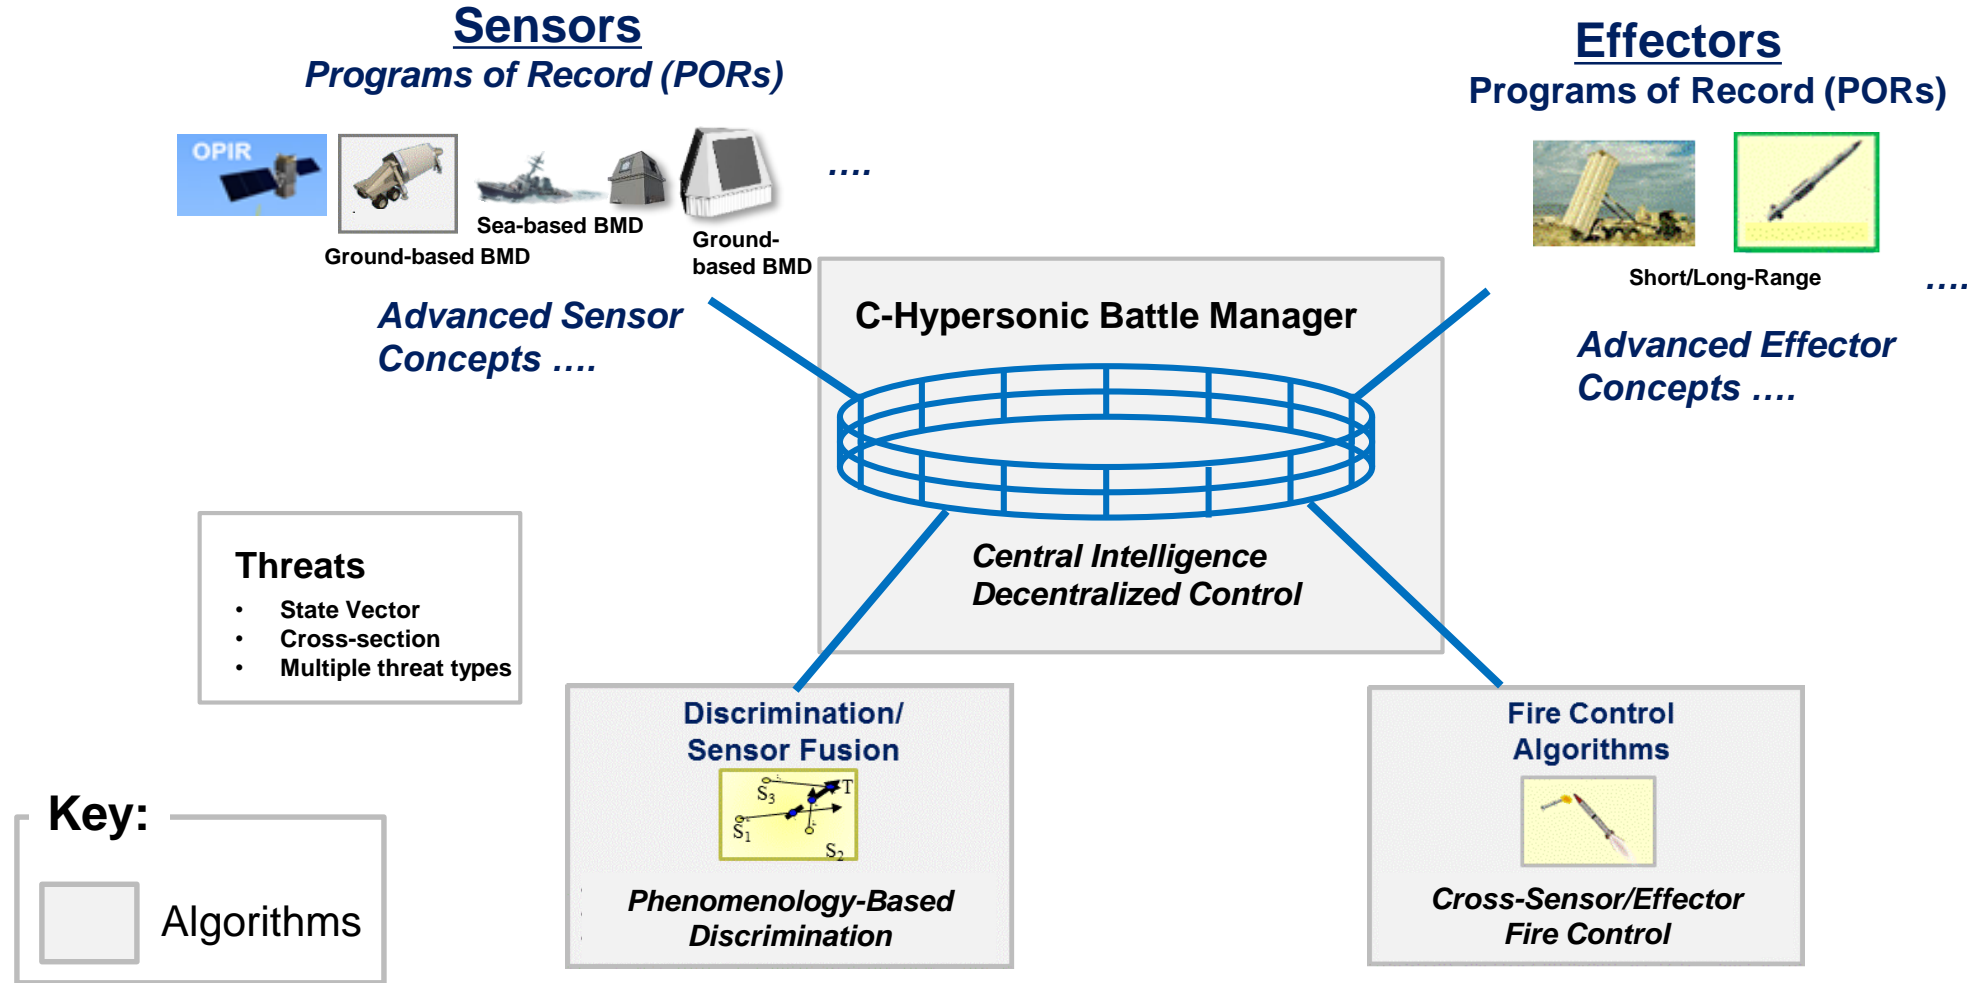 Sensors
Programs of Record (PORs)
OPIR
Sea-based BMD
Ground-based BMD
Ground-
based BMD
....
Advanced Sensor
Concepts ....
Effectors
Programs of Record (PORs)
Short/Long-Range
....
Advanced Effector
Concepts ....
C-Hypersonic Battle Manager
Central Intelligence
Decentralized Control
Threats
• State Vector
• Cross-section
• Multiple threat types
Discrimination/
Sensor Fusion
S3
T
S1
S2
Phenomenology-Based
Discrimination
Fire Control
Algorithms
Cross-Sensor/Effector
Fire Control
Key:
Algorithms